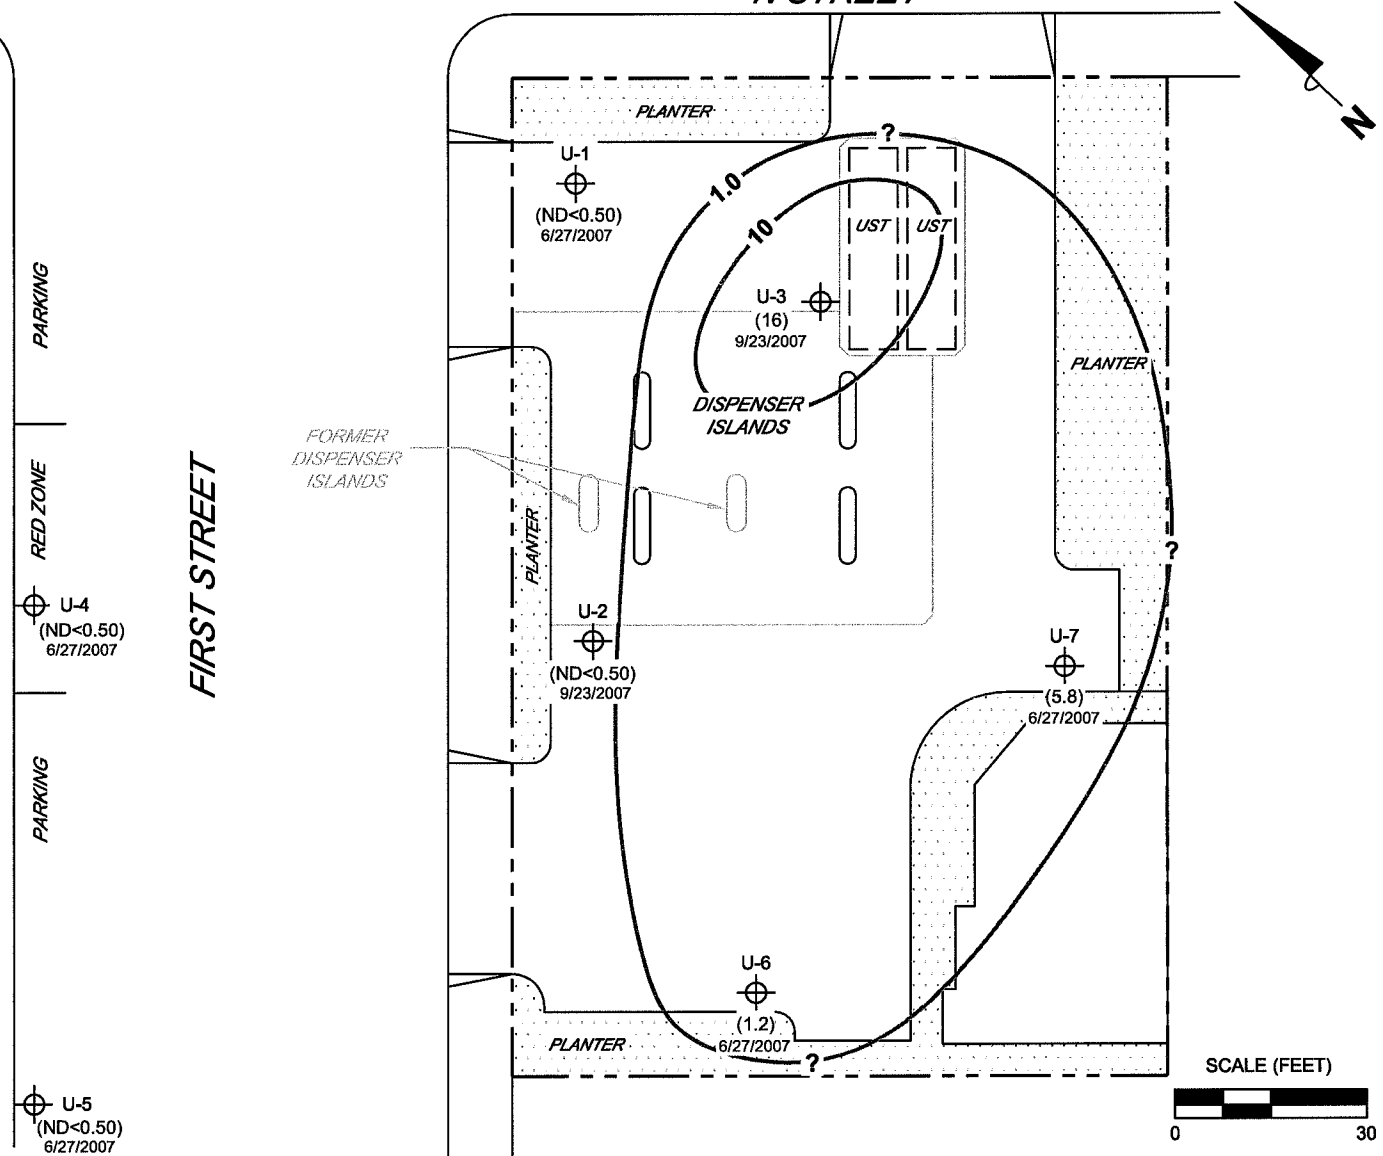 N
PLANTER
?
U-1
(ND<0.50)
6/27/2007
1.0
10
UST
UST
U-3
(16)
9/23/2007
PARKING
PLANTER
DISPENSER
ISLANDS
FORMER
DISPENSER
ISLANDS
RED ZONE
FIRST STREET
PLANTER
?
U-4
(ND<0.50)
6/27/2007
U-2
(ND<0.50)
9/23/2007
U-7
(5.8)
6/27/2007
PARKING
U-6
(1.2)
6/27/2007
PLANTER
?
SCALE (FEET)
0 30
U-5
(ND<0.50)
6/27/2007